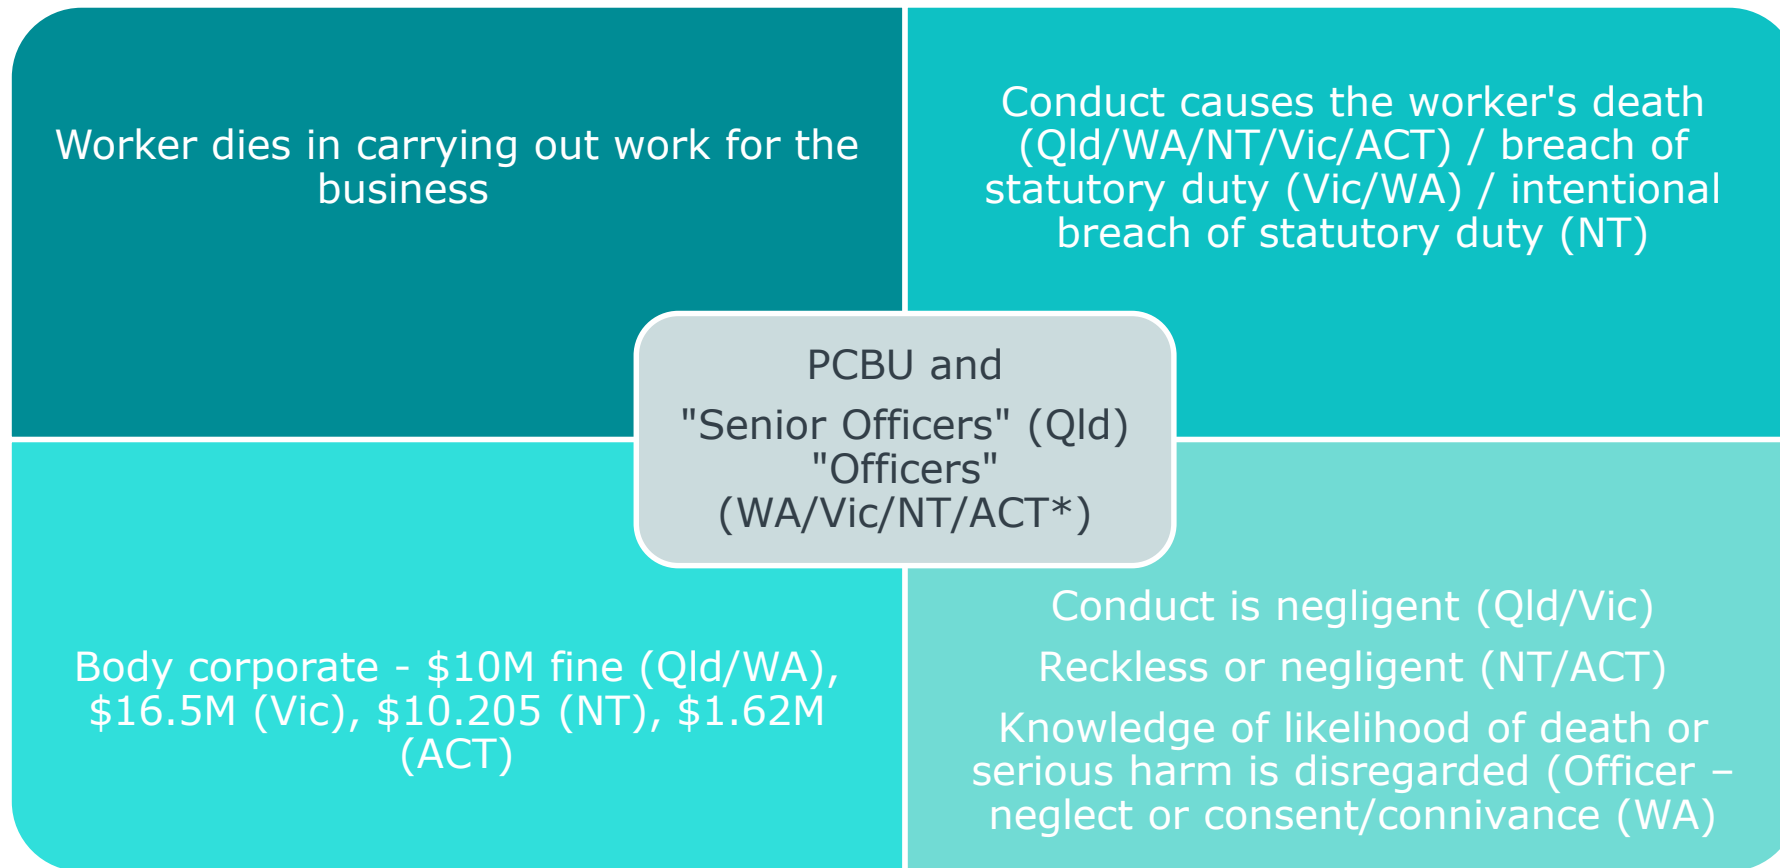 Worker dies in carrying out work for the
business
Conduct causes the worker's death
(Qld/WA/NT/Vic/ACT) / breach of
statutory duty (Vic/WA) / intentional
breach of statutory duty (NT)
PCBU and
"Senior Officers" (Qld)
"Officers"
(WA/Vic/NT/ACT*)
Body corporate - $10M fine (Qld/WA),
$16.5M (Vic), $10.205 (NT), $1.62M
(ACT)
Conduct is negligent (Qld/Vic)
Reckless or negligent (NT/ACT)
Knowledge of likelihood of death or
serious harm is disregarded (Officer –
neglect or consent/connivance (WA)